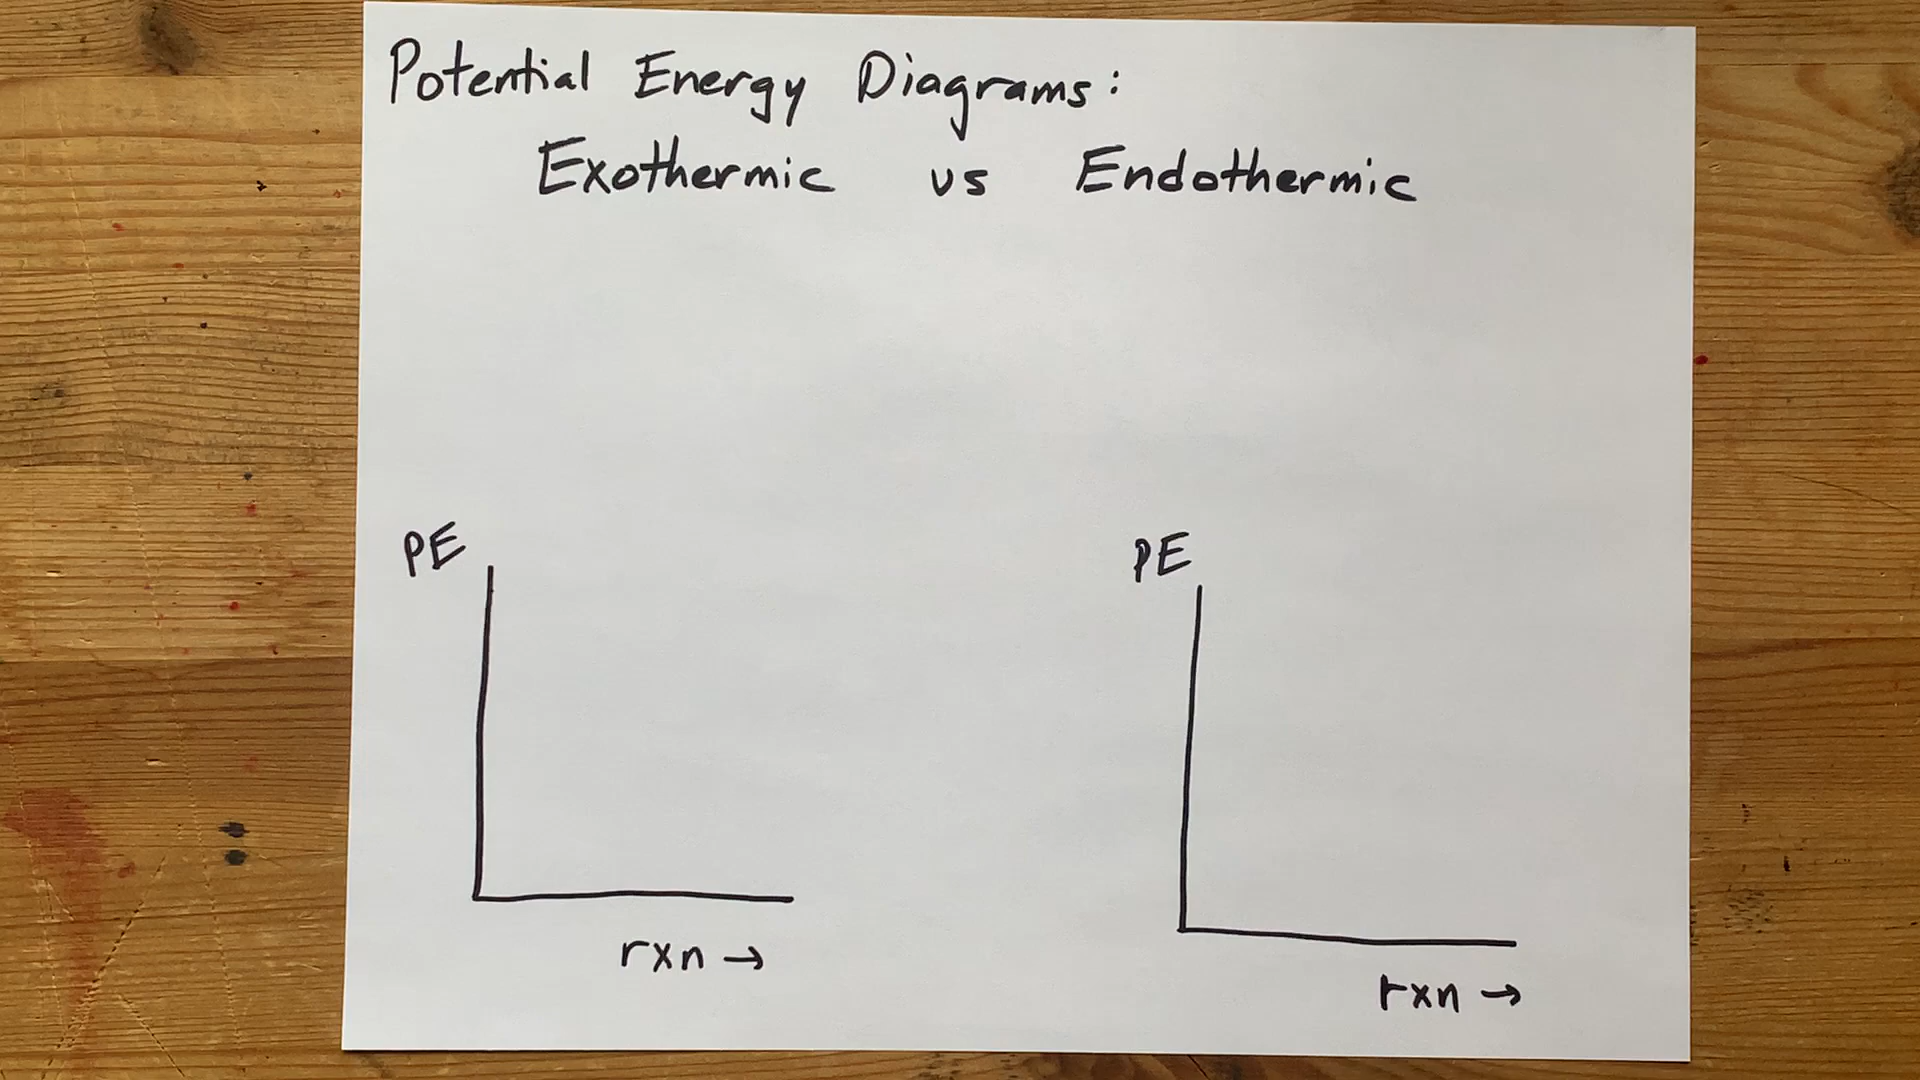 Potential Energy Diagrams:
Exothermic vs Endothermic
PE
rxn →
PE
rxn →